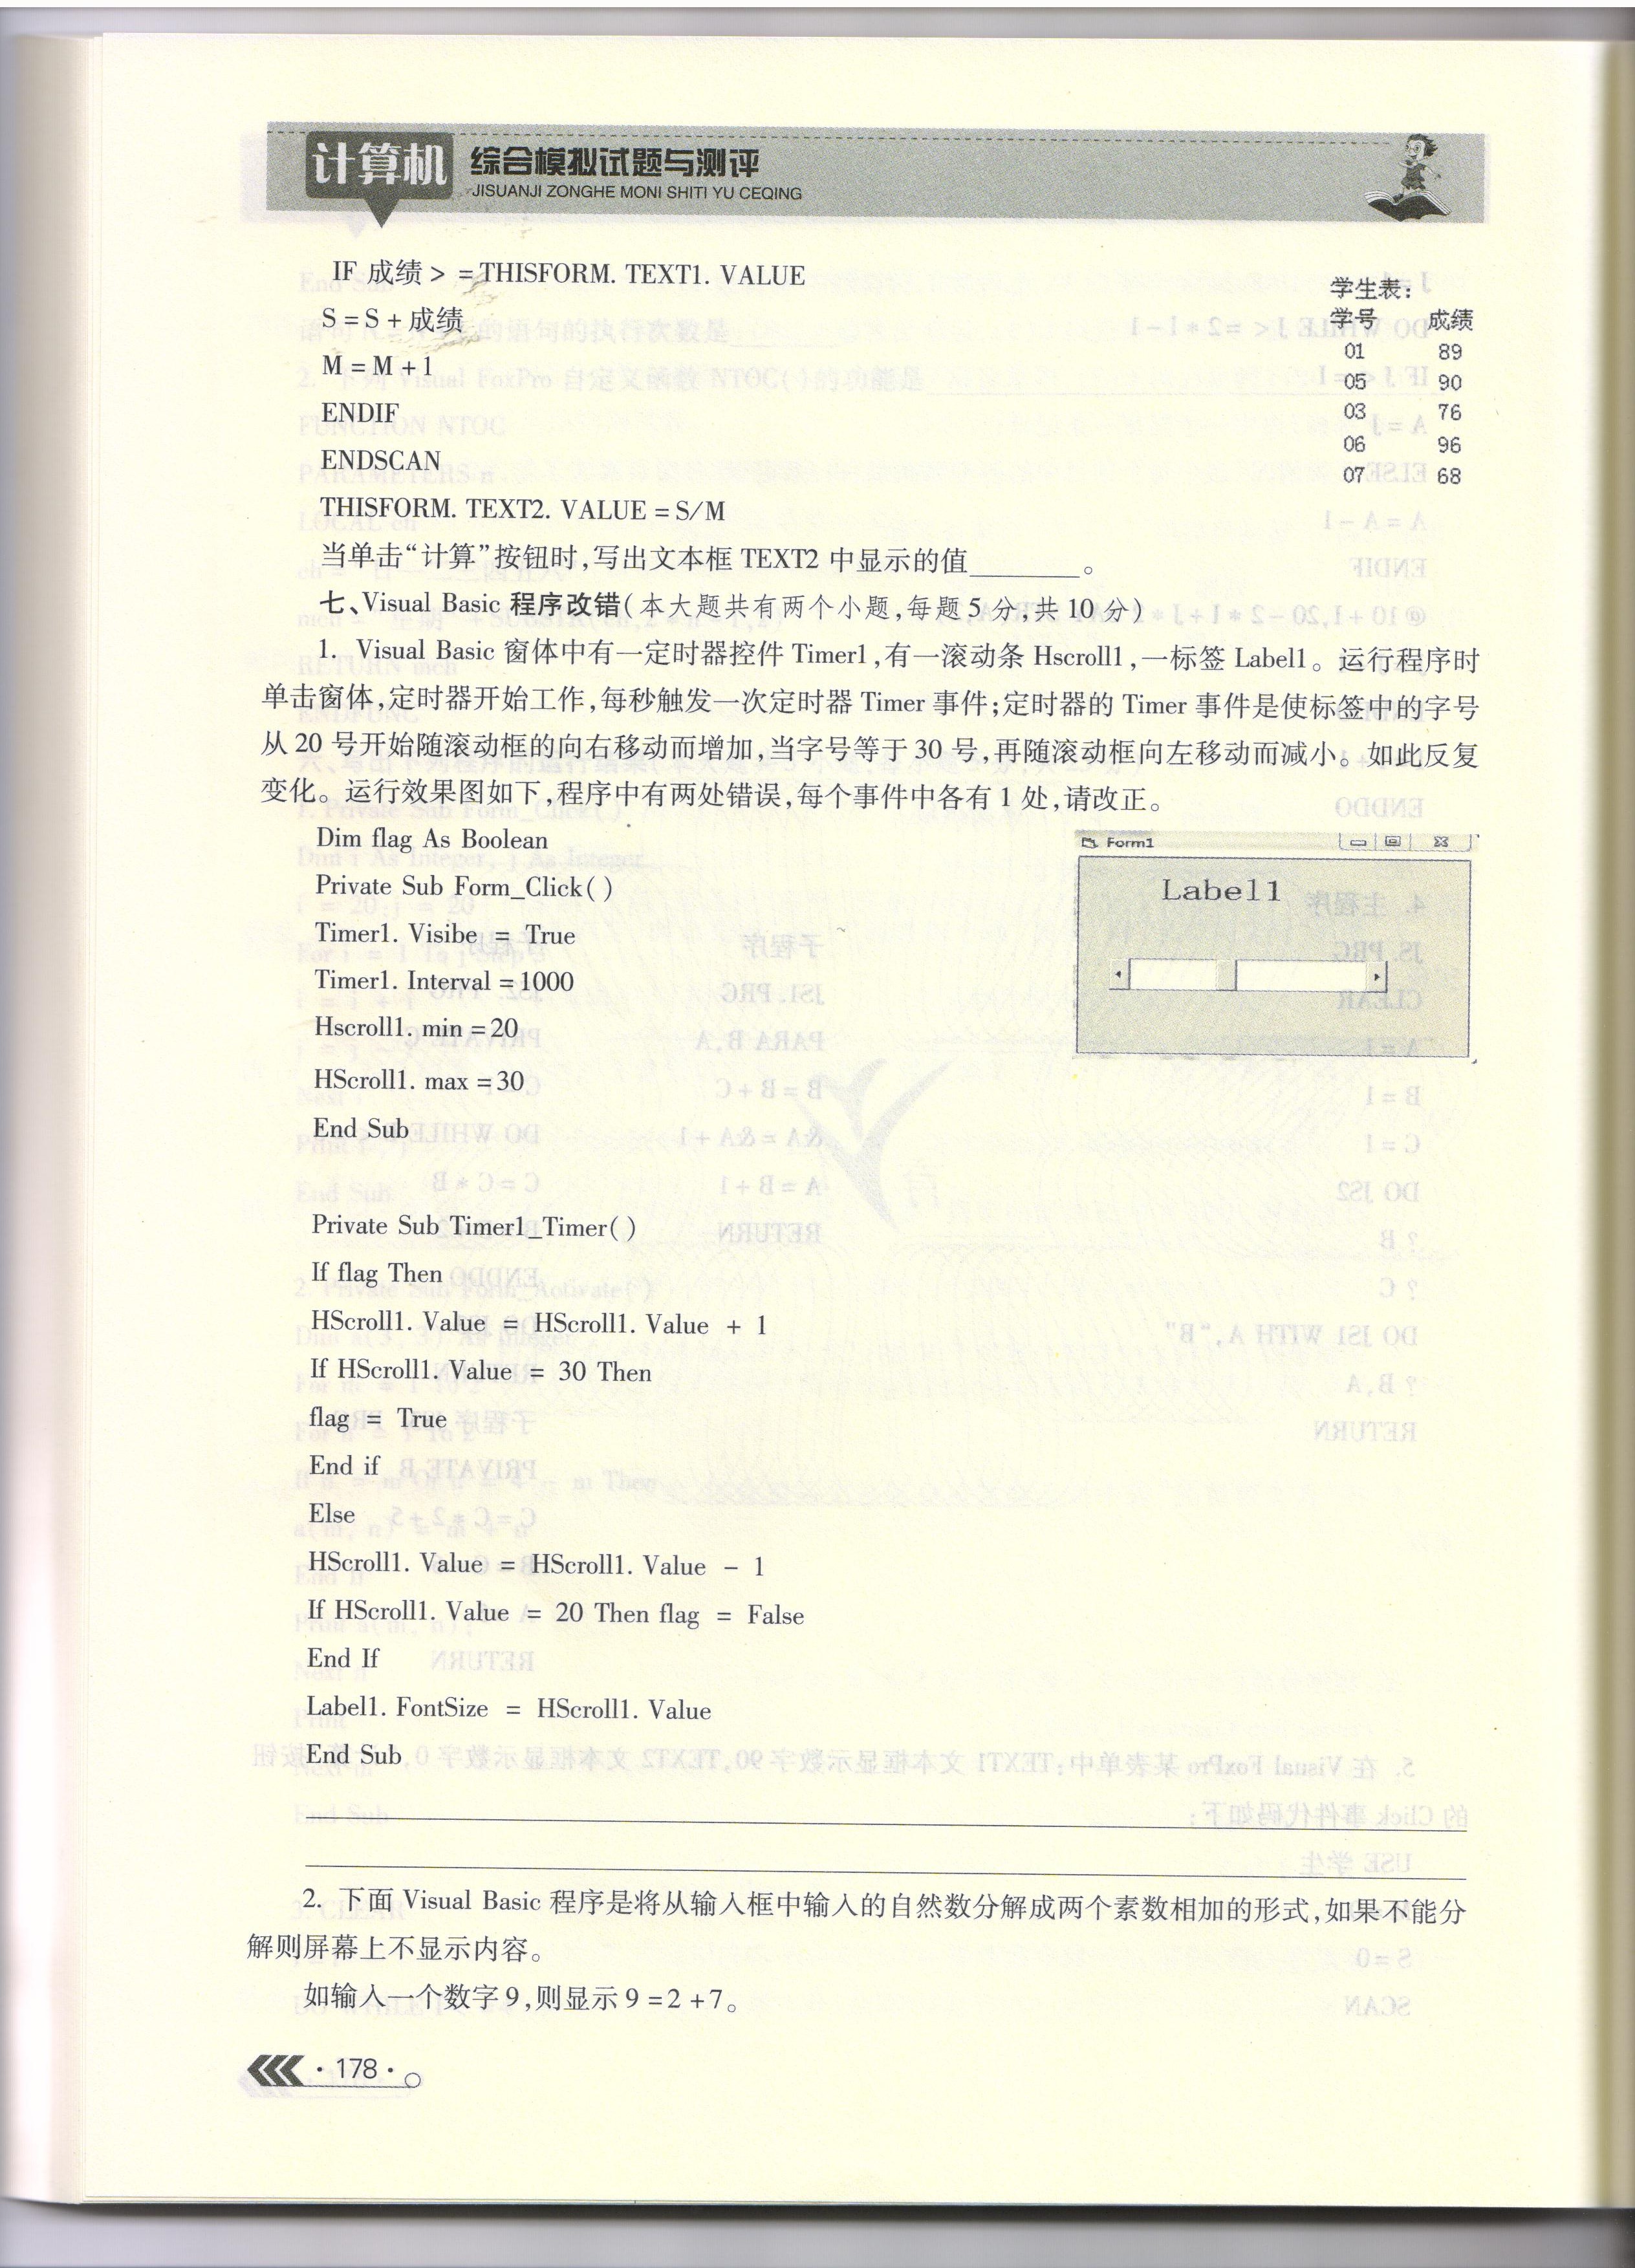 计算机 综合模拟试题与测评
JISUANJI ZONGHE MONI SHITI YU CEQING
IF 成绩 > = THISFORM. TEXT1. VALUE
S = S + 成绩
M = M + 1
ENDIF
ENDSCAN
THISFORM. TEXT2. VALUE = S/M
学生表:
学号 成绩
01 89
05 90
03 76
06 96
07 68
当单击“计算”按钮时,写出文本框 TEXT2 中显示的值________。
七、Visual Basic 程序改错(本大题共有两个小题,每题 5 分,共 10 分)
1. Visual Basic 窗体中有一定时器控件 Timer1,有一滚动条 Hscroll1,一标签 Label1。运行程序时
单击窗体,定时器开始工作,每秒触发一次定时器 Timer 事件;定时器的 Timer 事件是使标签中的字号
从 20 号开始随滚动框的向右移动而增加,当字号等于 30 号,再随滚动框向左移动而减小。如此反复
变化。运行效果图如下,程序中有两处错误,每个事件中各有 1 处,请改正。
Dim flag As Boolean
Private Sub Form_Click( )
Timer1. Visibe = True
Timer1. Interval = 1000
Hscroll1. min = 20
HScroll1. max = 30
End Sub
Form1
Label1
Private Sub Timer1_Timer( )
If flag Then
HScroll1. Value = HScroll1. Value + 1
If HScroll1. Value = 30 Then
flag = True
End if
Else
HScroll1. Value = HScroll1. Value - 1
If HScroll1. Value = 20 Then flag = False
End If
Label1. FontSize = HScroll1. Value
End Sub
2. 下面 Visual Basic 程序是将从输入框中输入的自然数分解成两个素数相加的形式,如果不能分
解则屏幕上不显示内容。
如输入一个数字 9,则显示 9 = 2 + 7。
· 178 ·